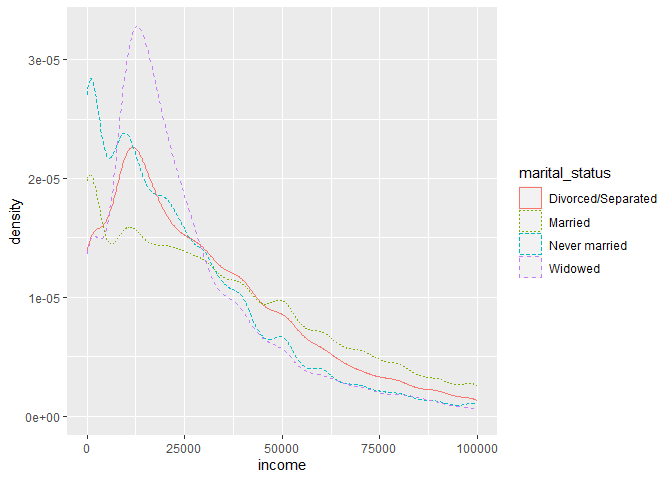 3e-05
2e-05
1e-05
0e+00
density
0
25000
50000
75000
100000
income
marital_status
Divorced/Separated
Married
Never married
Widowed